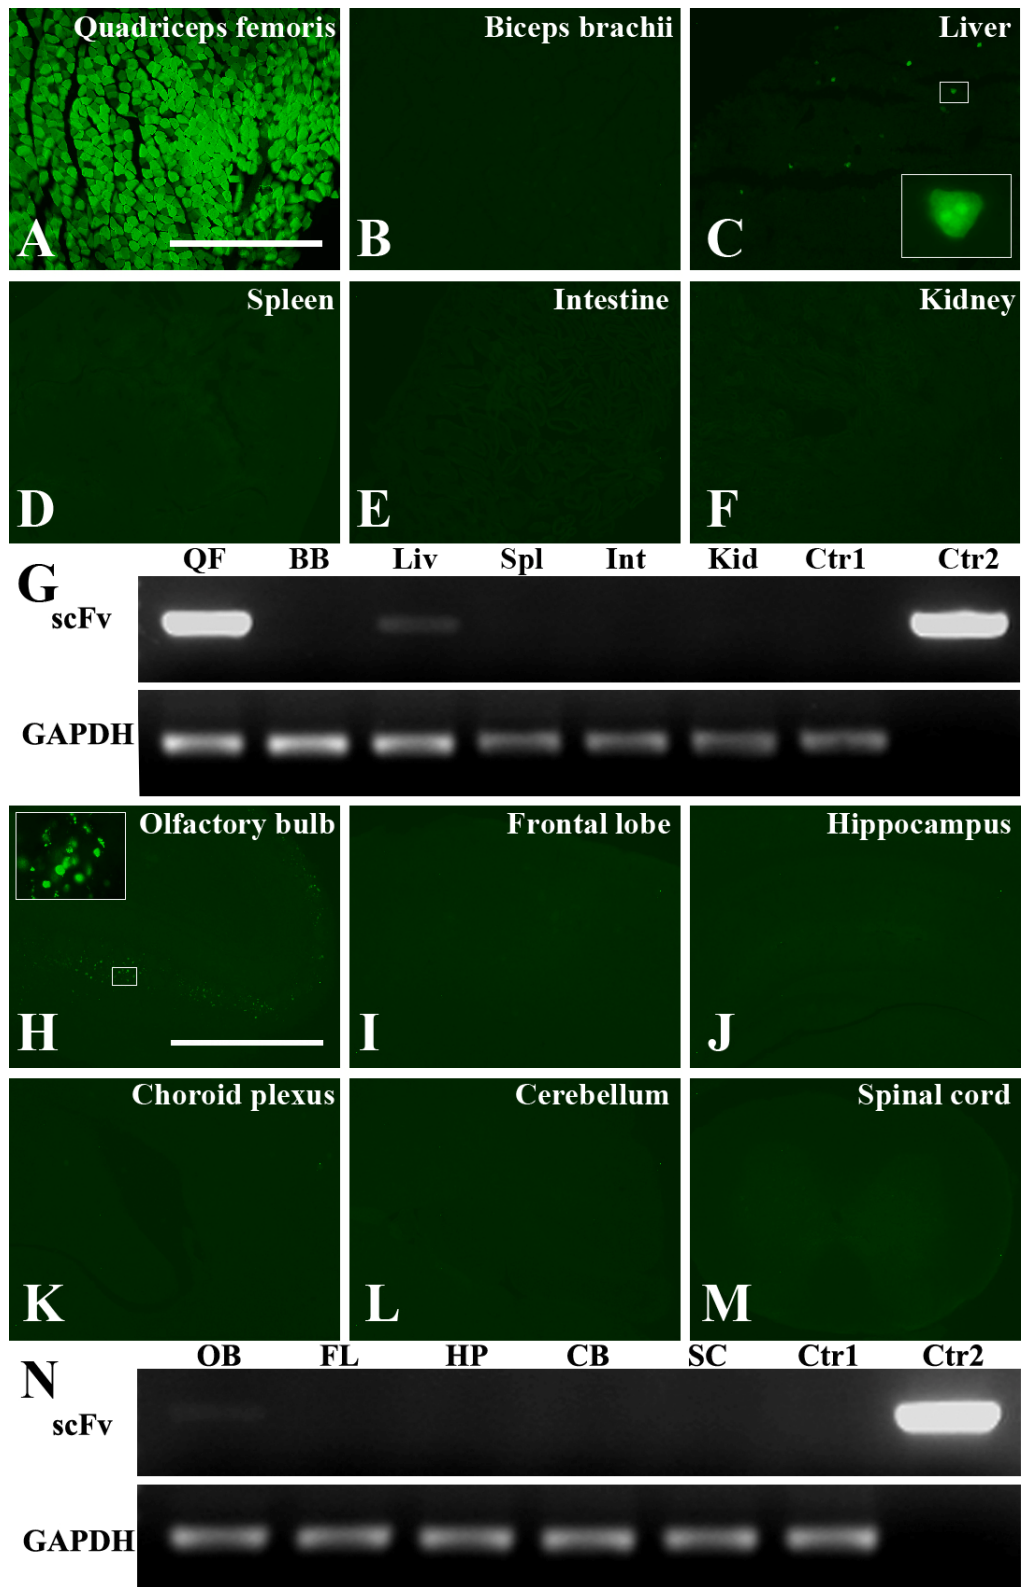 Quadriceps femoris Biceps brachii Liver
A B C
Spleen Intestine Kidney
D E F
QF BB Liv Spl Int Kid Ctr1 Ctr2
G
scFv
GAPDH
Olfactory bulb Frontal lobe Hippocampus
H I J
Choroid plexus Cerebellum Spinal cord
K L M
OB FL HP CB SC Ctr1 Ctr2
N
scFv
GAPDH